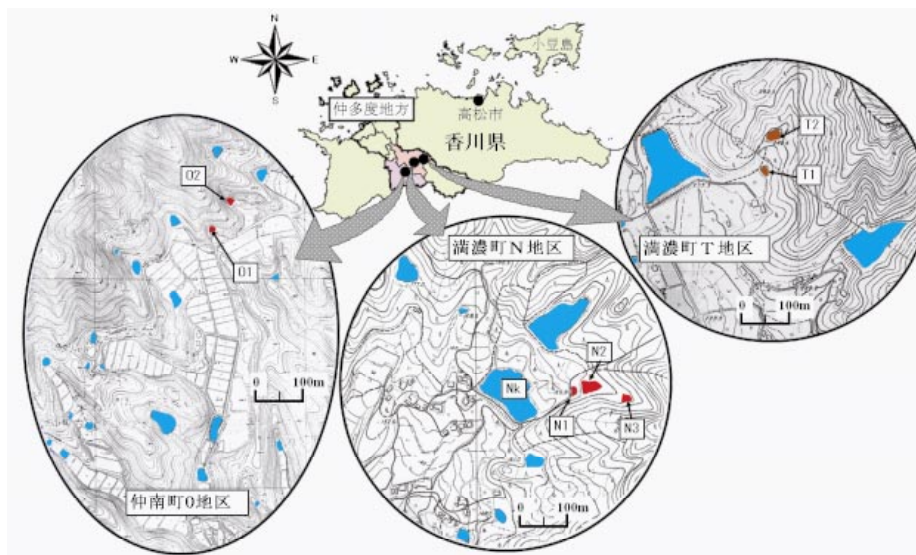 N
W
E
S
小豆島
仲多度地方
高松市
香川県
O2
O1
0 100m
仲南町O地区
満濃町N地区
Nk
N2
N1
N3
0 100m
T2
T1
満濃町T地区
0 100m